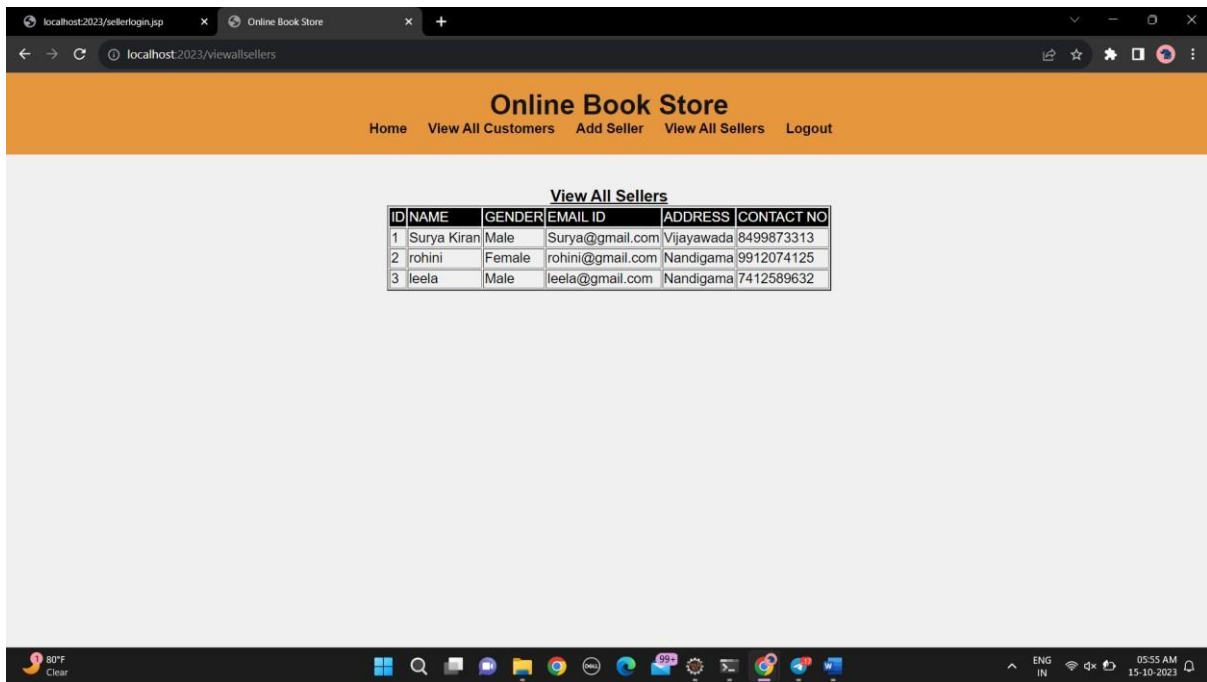 localhost:2023/sellerlogin.jsp Online Book Store
localhost:2023/viewallsellers
Online Book Store
Home View All Customers Add Seller View All Sellers Logout
View All Sellers
ID NAME GENDER EMAIL ID ADDRESS CONTACT NO
1 Surya Kiran Male Surya@gmail.com Vijayawada 8499873313
2 rohini Female rohini@gmail.com Nandigama 9912074125
3 leela Male leela@gmail.com Nandigama 7412589632
1 80°F
Clear
DELL 99+ W
ENG
IN
05:55 AM
15-10-2023